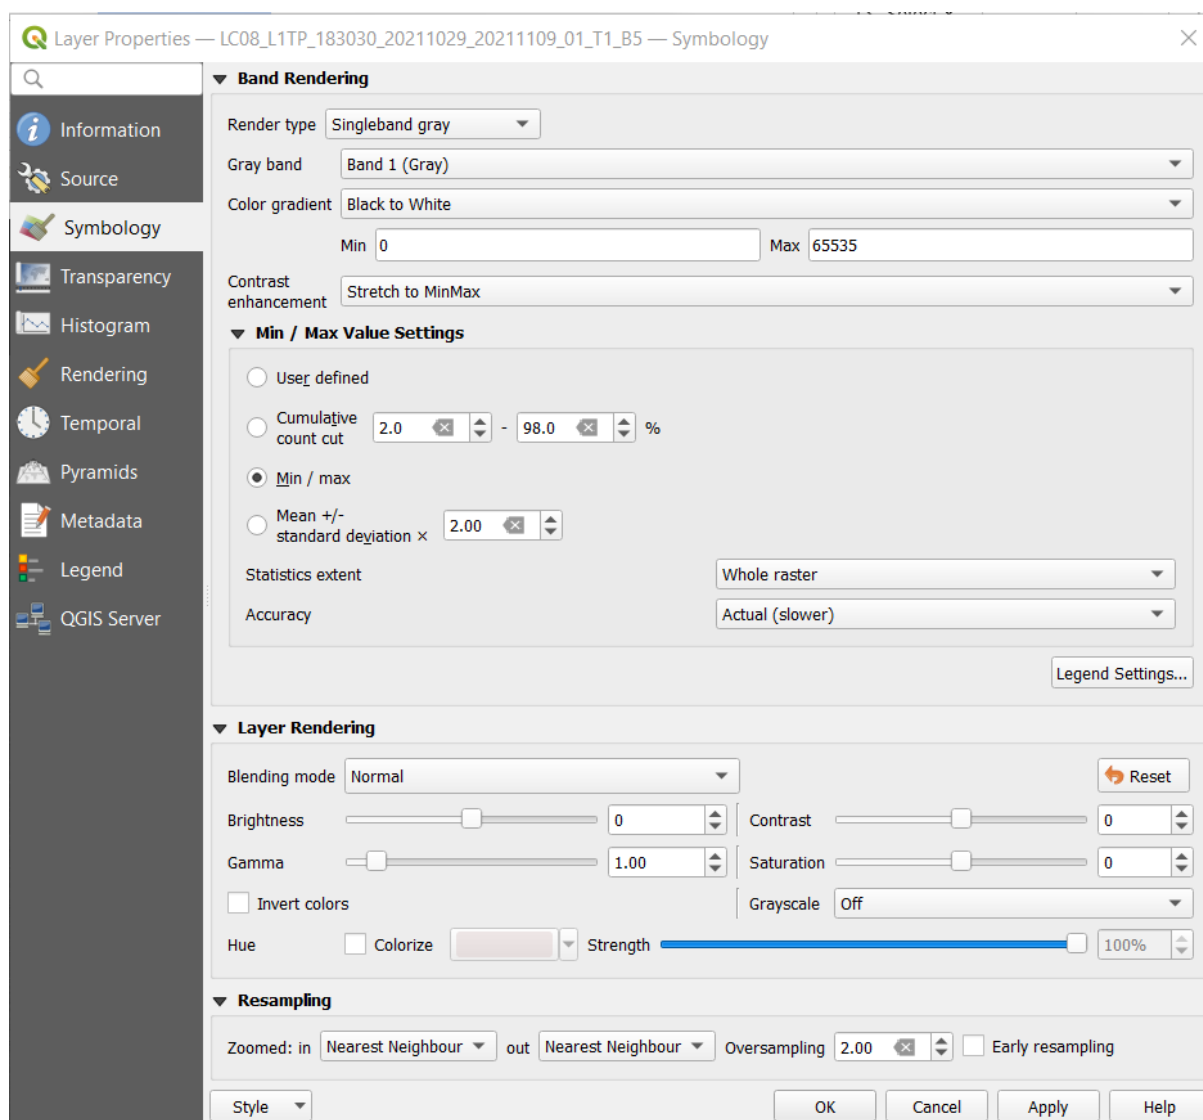 Layer Properties — LC08_L1TP_183030_20211029_20211109_01_T1_B5 — Symbology
Information
Source
Symbology
Transparency
Histogram
Rendering
Temporal
Pyramids
Metadata
Legend
QGIS Server
Band Rendering
Render type Singleband gray
Gray band Band 1 (Gray)
Color gradient Black to White
Min 0 Max 65535
Contrast
enhancement Stretch to MinMax
Min / Max Value Settings
User defined
Cumulative
count cut 2.0 - 98.0 %
Min / max
Mean +/-
standard deviation × 2.00
Statistics extent Whole raster
Accuracy Actual (slower)
Legend Settings...
Layer Rendering
Blending mode Normal Reset
Brightness 0 Contrast 0
Gamma 1.00 Saturation 0
Invert colors Grayscale Off
Hue Colorize Strength 100%
Resampling
Zoomed: in Nearest Neighbour out Nearest Neighbour Oversampling 2.00 Early resampling
Style OK Cancel Apply Help